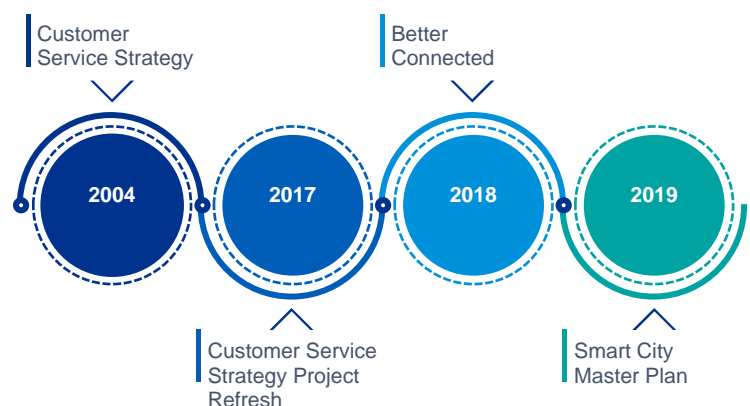 Customer
Service Strategy
Better
Connected
2004
2017
2018
2019
Customer Service
Strategy Project
Refresh
Smart City
Master Plan